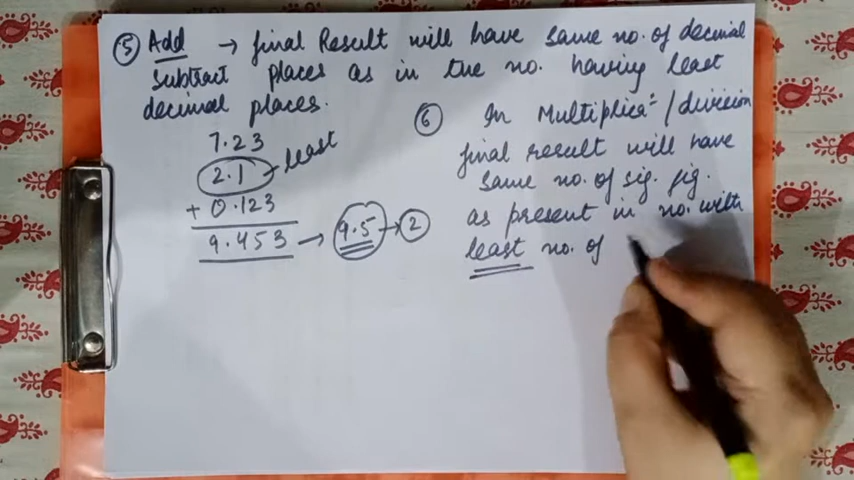 ⑤ Add → final Result will have same no. of decimal
Subtract places as in the no. having least
decimal places.
7.23
2.1 least
+ 0.123
9.453 → 9.5 → ②
⑥ In Multiplicaⁿ / division
final result will have
same no. of sig. fig.
as present in no. with
least no. of